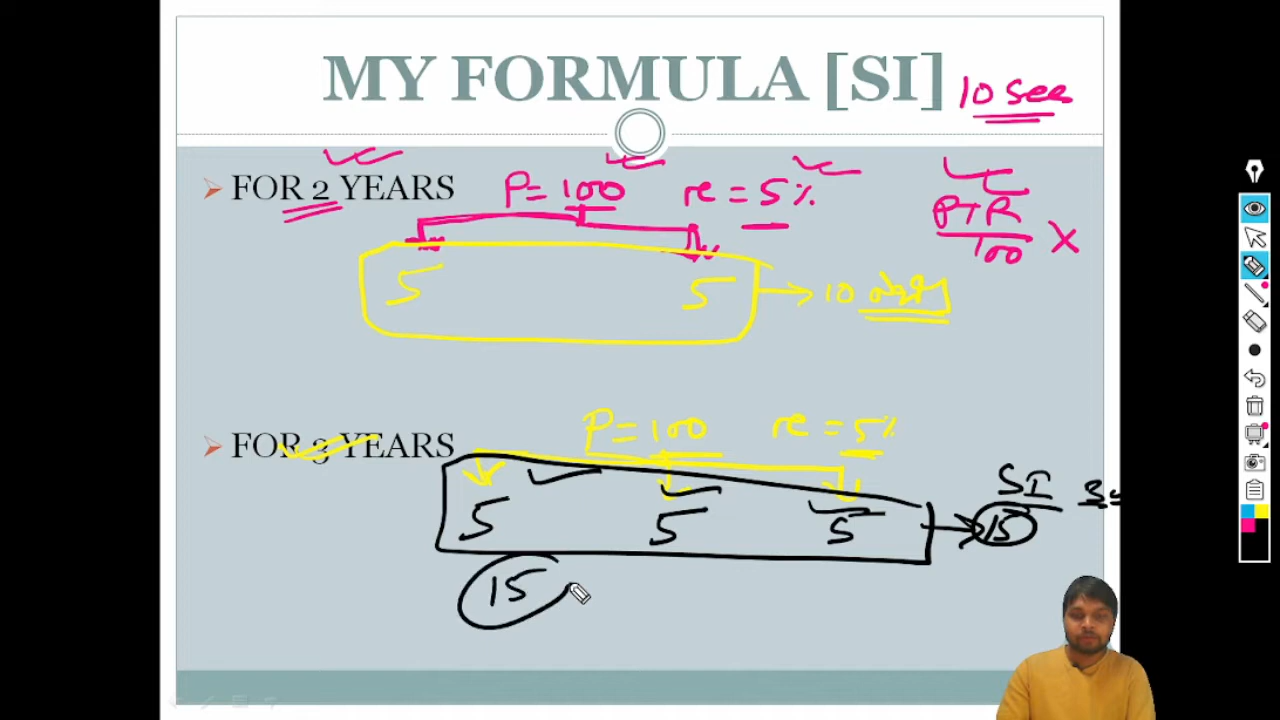 MY FORMULA [SI] 10 sec
FOR 2 YEARS P = 100 r = 5%
PTR
100 X
5 5 → 10
FOR 3 YEARS P = 100 r = 5%
SI
5 5 5 → 15
15